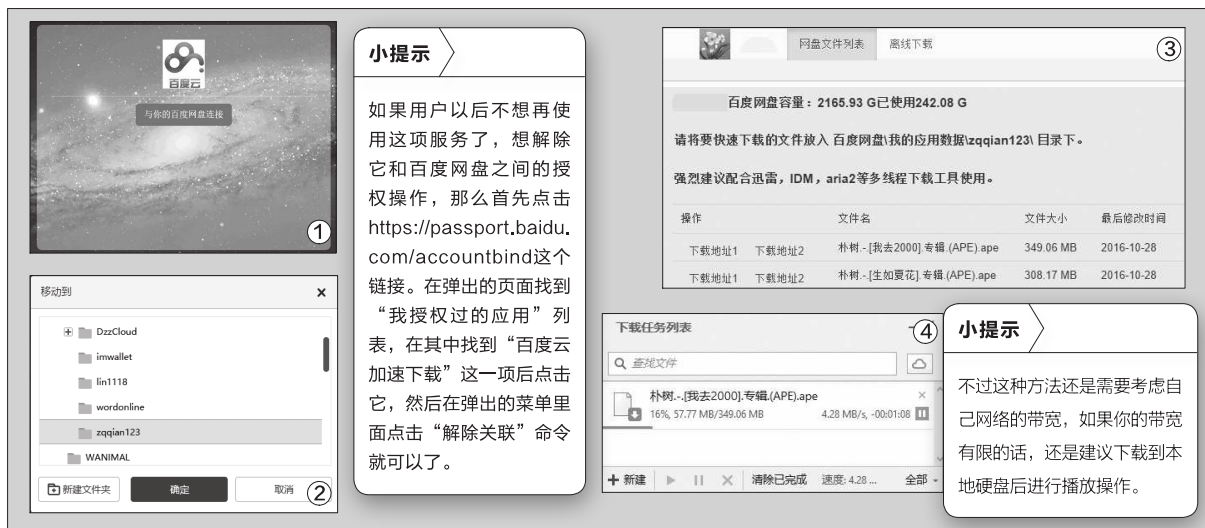 百度云
与你的百度网盘连接
①
移动到
×
DzzCloud
imwallet
lin1118
wordonline
zqqian123
WANIMAL
新建文件夹 确定 取消
②
小提示
如果用户以后不想再使
用这项服务了，想解除
它和百度网盘之间的授
权操作，那么首先点击
https://passport.baidu.
com/accountbind这个
链接。在弹出的页面找到
“我授权过的应用”列
表，在其中找到“百度云
加速下载”这一项后点击
它，然后在弹出的菜单里
面点击“解除关联”命令
就可以了。
网盘文件列表 离线下载
③
百度网盘容量：2165.93 G已使用242.08 G
请将要快速下载的文件放入 百度网盘\我的应用数据\zqqian123\ 目录下。
强烈建议配合迅雷，IDM，aria2等多线程下载工具使用。
操作 文件名 文件大小 最后修改时间
下载地址1 下载地址2 朴树.-.[我去2000].专辑.(APE).ape 349.06 MB 2016-10-28
下载地址1 下载地址2 朴树.-.[生如夏花].专辑.(APE).ape 308.17 MB 2016-10-28
下载任务列表
④
查找文件
朴树.-.[我去2000].专辑.(APE).ape
16%, 57.77 MB/349.06 MB 4.28 MB/s, -00:01:08
新建 清除已完成 速度: 4.28 ... 全部
小提示
不过这种方法还是需要考虑自
己网络的带宽，如果你的带宽
有限的话，还是建议下载到本
地硬盘后进行播放操作。